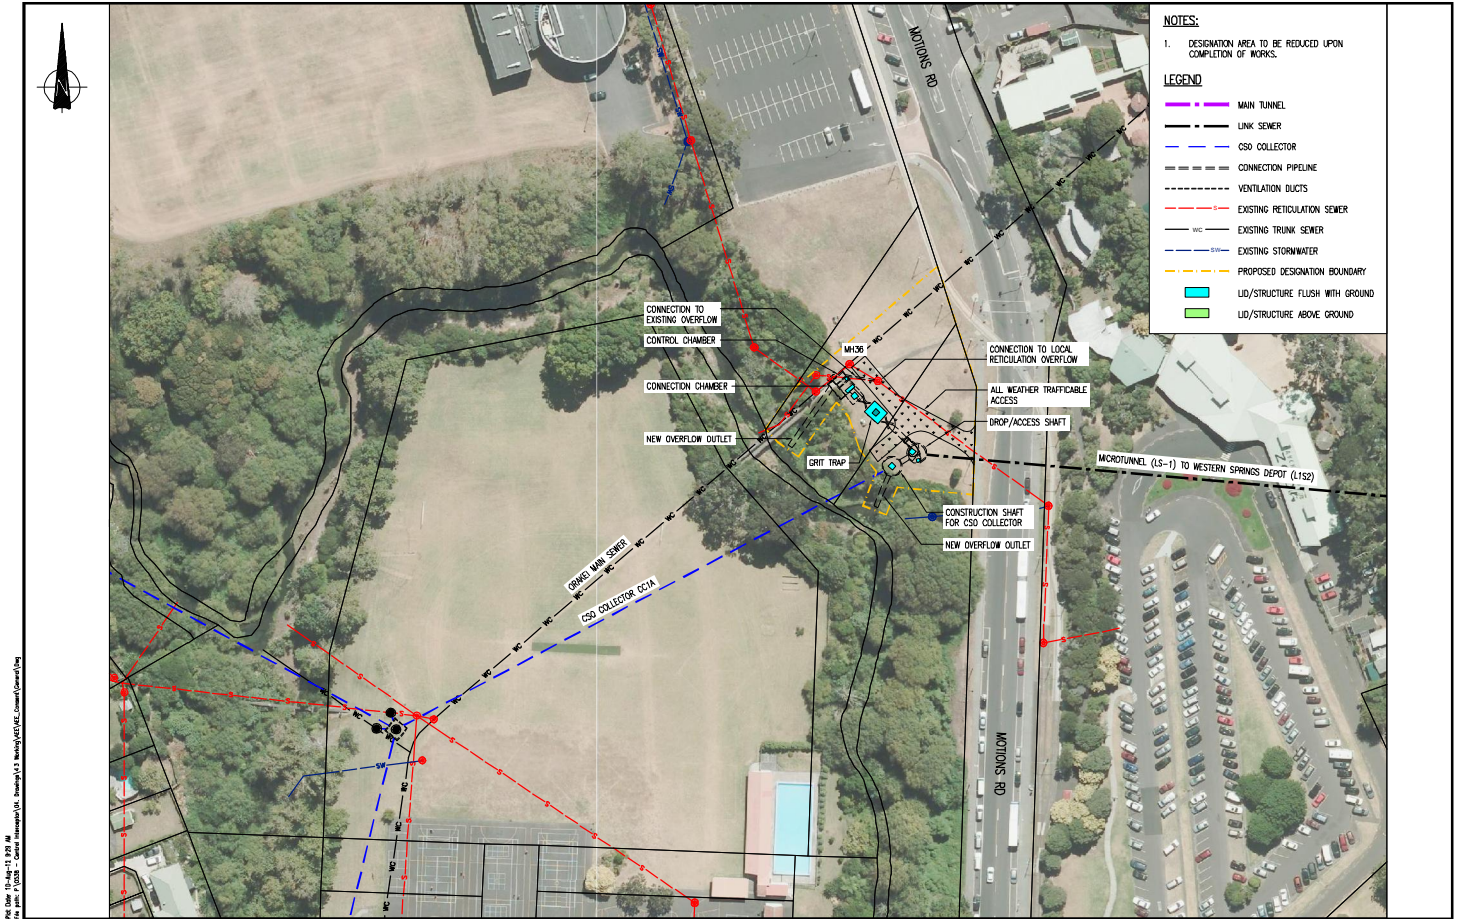 NOTES:
1. DESIGNATION AREA TO BE REDUCED UPON
COMPLETION OF WORKS.
LEGEND
MAIN TUNNEL
LINK SEWER
CSO COLLECTOR
CONNECTION PIPELINE
VENTILATION DUCTS
S EXISTING RETICULATION SEWER
WC EXISTING TRUNK SEWER
SW EXISTING STORMWATER
PROPOSED DESIGNATION BOUNDARY
LID/STRUCTURE FLUSH WITH GROUND
LID/STRUCTURE ABOVE GROUND
N
MOTIONS RD
CONNECTION TO
EXISTING OVERFLOW
CONTROL CHAMBER
CONNECTION CHAMBER
NEW OVERFLOW OUTLET
MH36
GRIT TRAP
CONNECTION TO LOCAL
RETICULATION OVERFLOW
ALL WEATHER TRAFFICABLE
ACCESS
DROP/ACCESS SHAFT
MICROTUNNEL (LS-1) TO WESTERN SPRINGS DEPOT (L1S2)
CONSTRUCTION SHAFT
FOR CSO COLLECTOR
NEW OVERFLOW OUTLET
ORAKEI MAIN SEWER
CSO COLLECTOR CC1A
MOTIONS RD